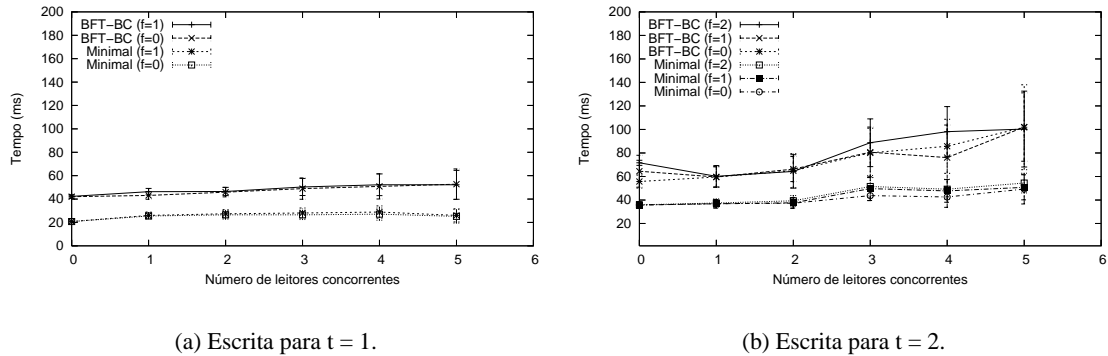 200
180
160
140
120
100
80
60
40
20
0
Tempo (ms)
BFT−BC (f=1)
BFT−BC (f=0)
Minimal (f=1)
Minimal (f=0)
0 1 2 3 4 5 6
Número de leitores concorrentes
(a) Escrita para t = 1.
200
180
160
140
120
100
80
60
40
20
Tempo (ms)
BFT−BC (f=2)
BFT−BC (f=1)
BFT−BC (f=0)
Minimal (f=2)
Minimal (f=1)
Minimal (f=0)
0 1 2 3 4 5 6
Número de leitores concorrentes
(b) Escrita para t = 2.